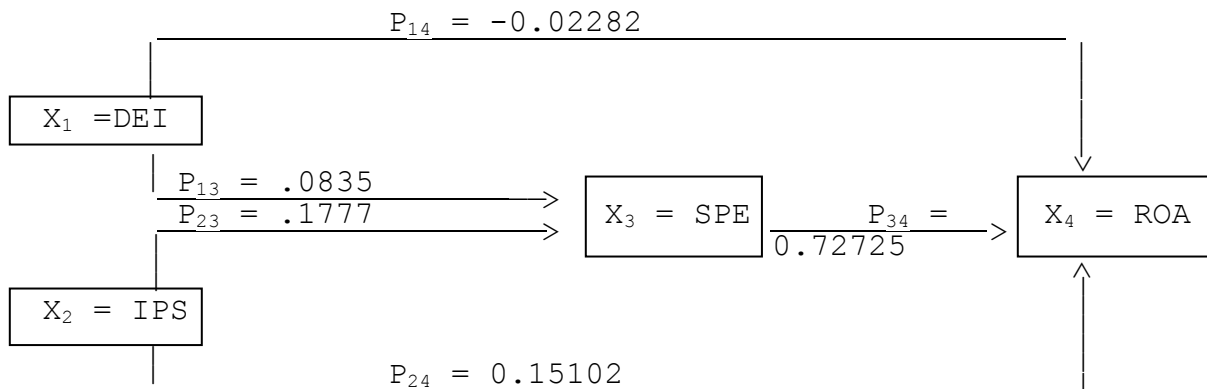 P₁₄ = -0.02282
X₁ =DEI
P₁₃ = .0835
P₂₃ = .1777
X₃ = SPE
P₃₄ =
0.72725
X₄ = ROA
X₂ = IPS
P₂₄ = 0.15102